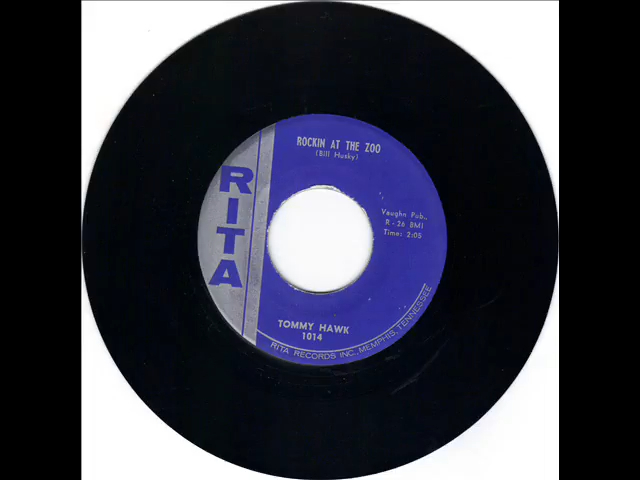 ROCKIN AT THE ZOO
(Bill Husky)
RITA
Vaughn Pub.,
R - 26 BMI
Time: 2:05
TOMMY HAWK
1014
RITA RECORDS INC., MEMPHIS, TENNESSEE